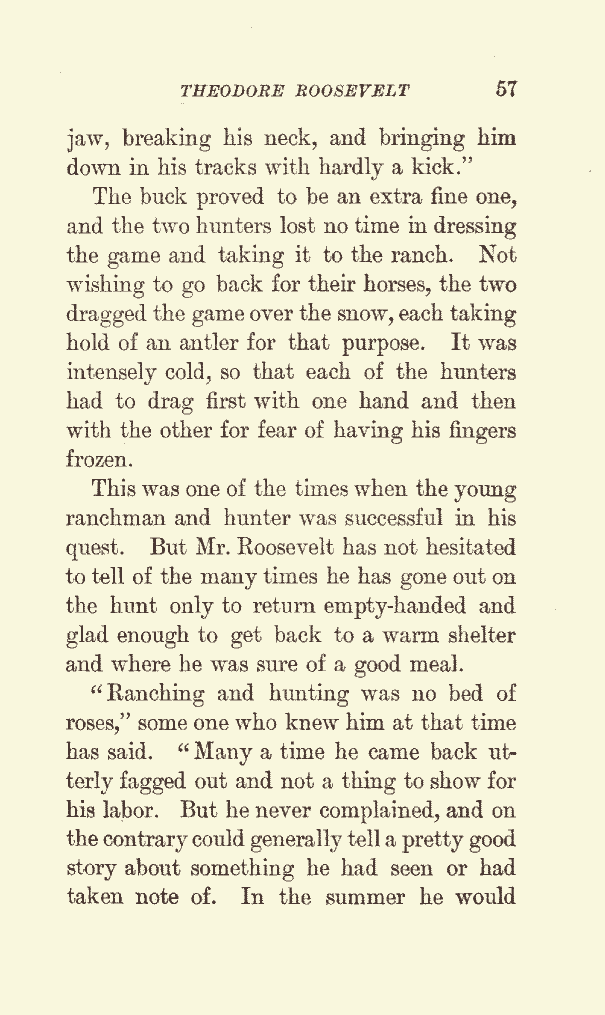 THEODORE ROOSEVELT 57
jaw, breaking his neck, and bringing him
down in his tracks with hardly a kick.”
The buck proved to be an extra fine one,
and the two hunters lost no time in dressing
the game and taking it to the ranch. Not
wishing to go back for their horses, the two
dragged the game over the snow, each taking
hold of an antler for that purpose. It was
intensely cold, so that each of the hunters
had to drag first with one hand and then
with the other for fear of having his fingers
frozen.
This was one of the times when the young
ranchman and hunter was successful in his
quest. But Mr. Roosevelt has not hesitated
to tell of the many times he has gone out on
the hunt only to return empty-handed and
glad enough to get back to a warm shelter
and where he was sure of a good meal.
“Ranching and hunting was no bed of
roses,” some one who knew him at that time
has said. “Many a time he came back ut-
terly fagged out and not a thing to show for
his labor. But he never complained, and on
the contrary could generally tell a pretty good
story about something he had seen or had
taken note of. In the summer he would